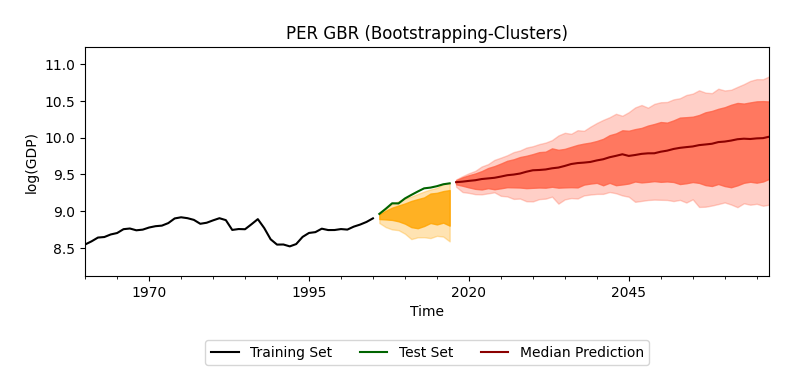 PER GBR (Bootstrapping-Clusters)
11.0
10.5
10.0
9.5
9.0
8.5
log(GDP)
1970 1995 2020 2045
Time
Training Set Test Set Median Prediction